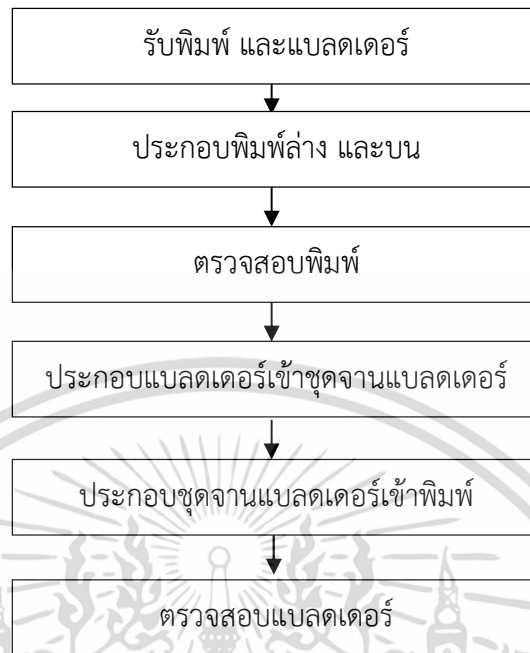 รับพิมพ์ และแบลดเดอร์
ประกอบพิมพ์ล่าง และบน
ตรวจสอบพิมพ์
ประกอบแบลดเดอร์เข้าชุดจานแบลดเดอร์
ประกอบชุดจานแบลดเดอร์เข้าพิมพ์
ตรวจสอบแบลดเดอร์